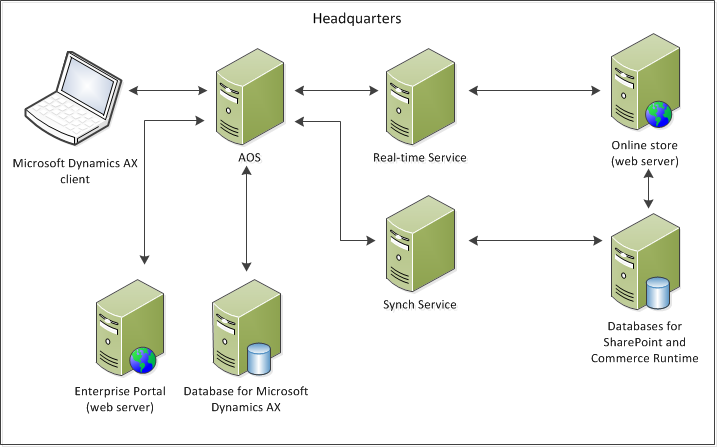 Headquarters
Microsoft Dynamics AX
client
AOS
Real-time Service
Online store
(web server)
Synch Service
Databases for
SharePoint and
Commerce Runtime
Enterprise Portal
(web server)
Database for Microsoft
Dynamics AX